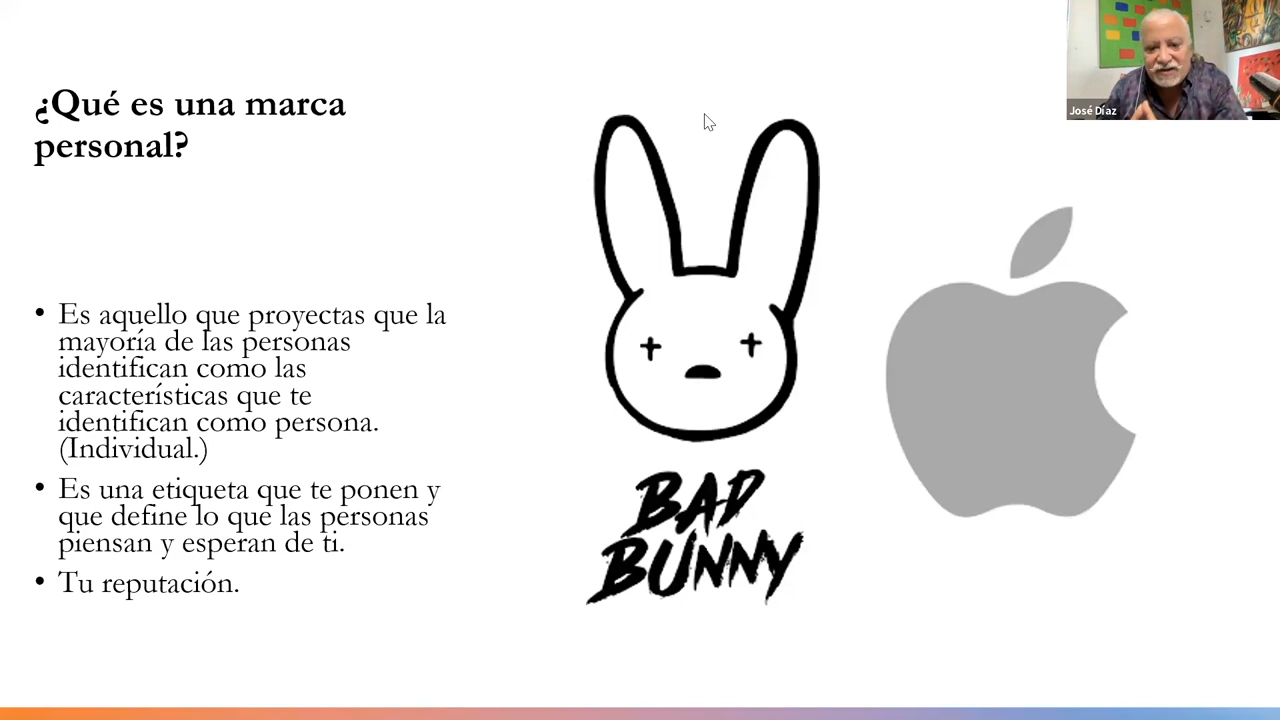 ¿Qué es una marca
personal?
• Es aquello que proyectas que la
mayoría de las personas
identifican como las
características que te
identifican como persona.
(Individual.)
• Es una etiqueta que te ponen y
que define lo que las personas
piensan y esperan de ti.
• Tu reputación.
BAD
BUNNY
José Díaz